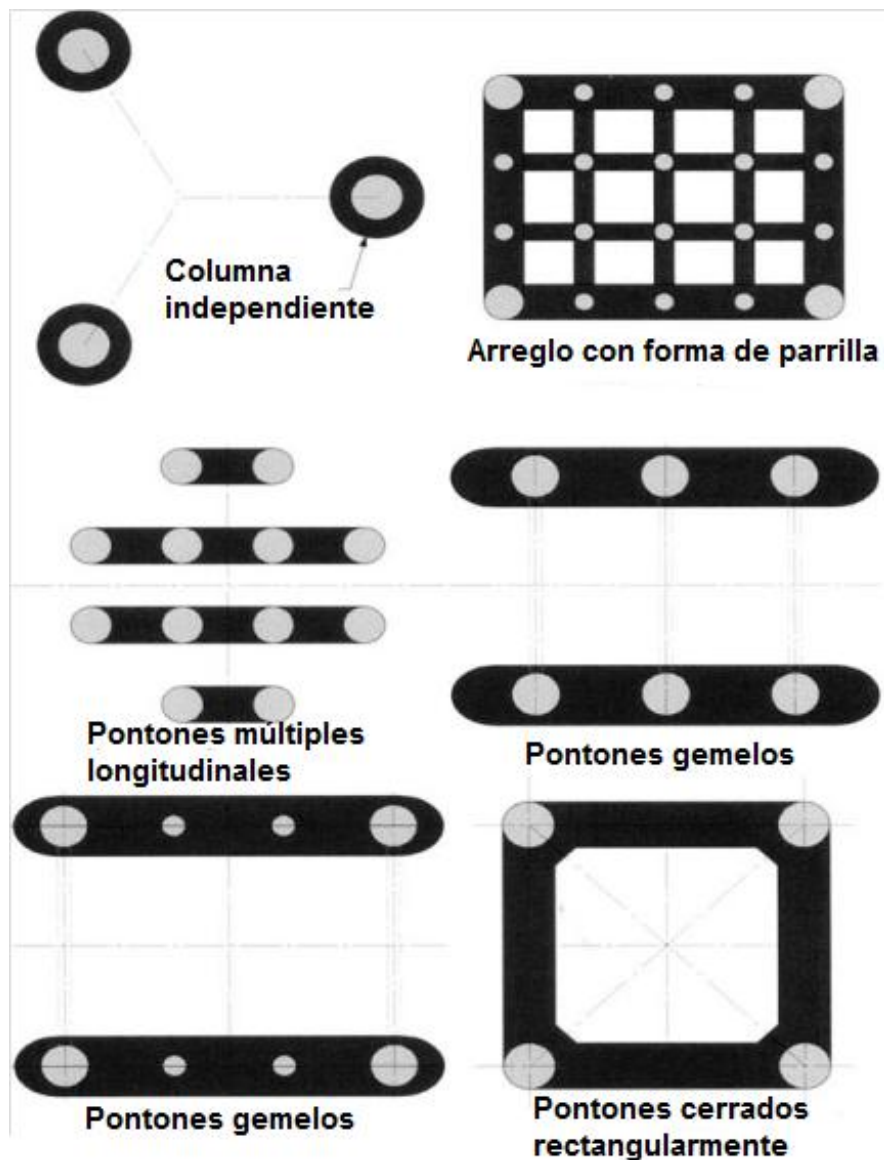 Columna
independiente
Arreglo con forma de parrilla
Pontones múltiples
longitudinales
Pontones gemelos
Pontones gemelos
Pontones cerrados
rectangularmente